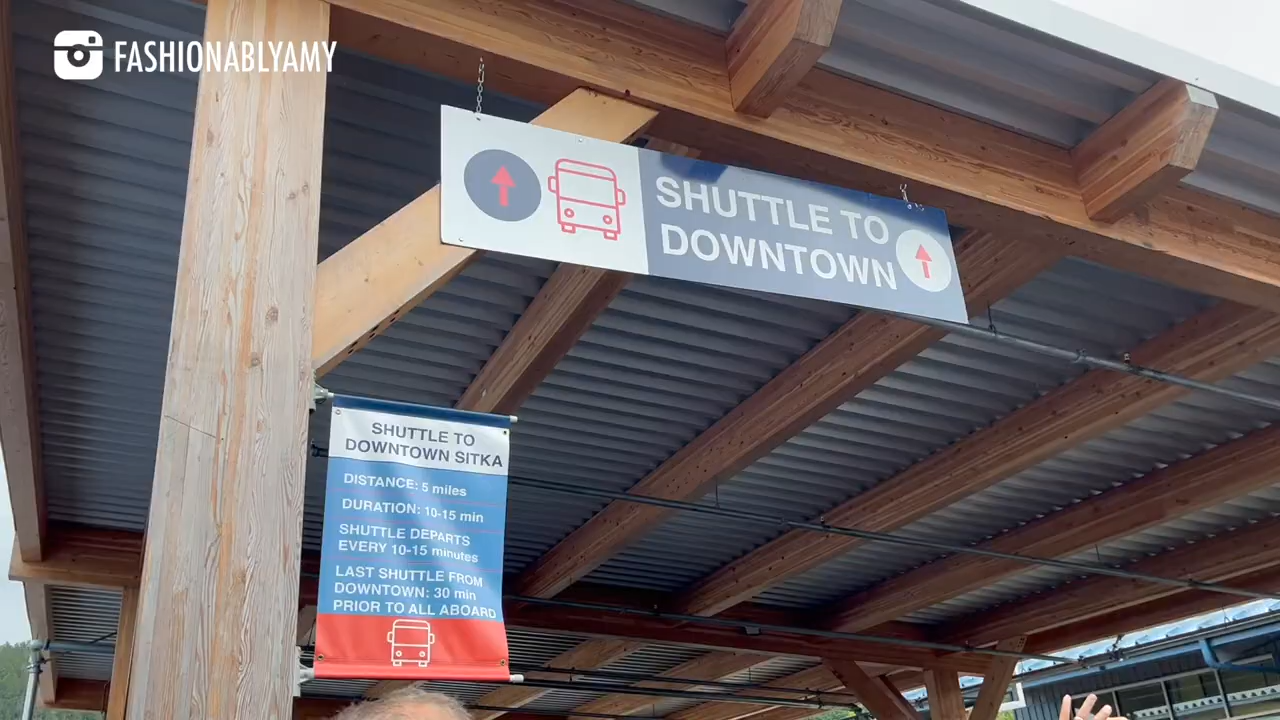 FASHIONABLYAMY
SHUTTLE TO
DOWNTOWN
SHUTTLE TO
DOWNTOWN SITKA
DISTANCE: 5 miles
DURATION: 10-15 min
SHUTTLE DEPARTS
EVERY 10-15 minutes
LAST SHUTTLE FROM
DOWNTOWN: 30 min
PRIOR TO ALL ABOARD